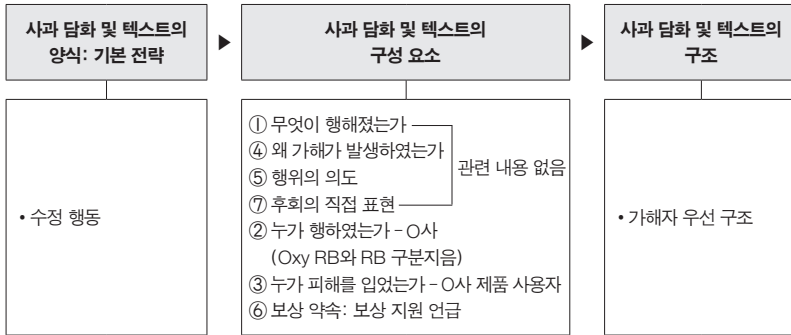 사과 담화 및 텍스트의
양식: 기본 전략
▶
사과 담화 및 텍스트의
구성 요소
▶
사과 담화 및 텍스트의
구조
• 수정 행동
① 무엇이 행해졌는가
④ 왜 가해가 발생하였는가
⑤ 행위의 의도
⑦ 후회의 직접 표현
관련 내용 없음
② 누가 행하였는가 - O사
(Oxy RB와 RB 구분지음)
③ 누가 피해를 입었는가 - O사 제품 사용자
⑥ 보상 약속: 보상 지원 언급
• 가해자 우선 구조